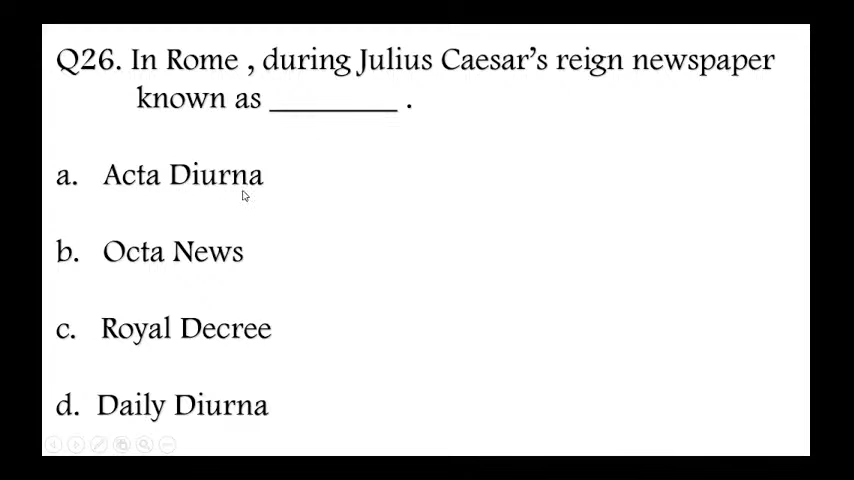 Q26. In Rome , during Julius Caesar's reign newspaper
known as ________ .
a. Acta Diurna
b. Octa News
c. Royal Decree
d. Daily Diurna